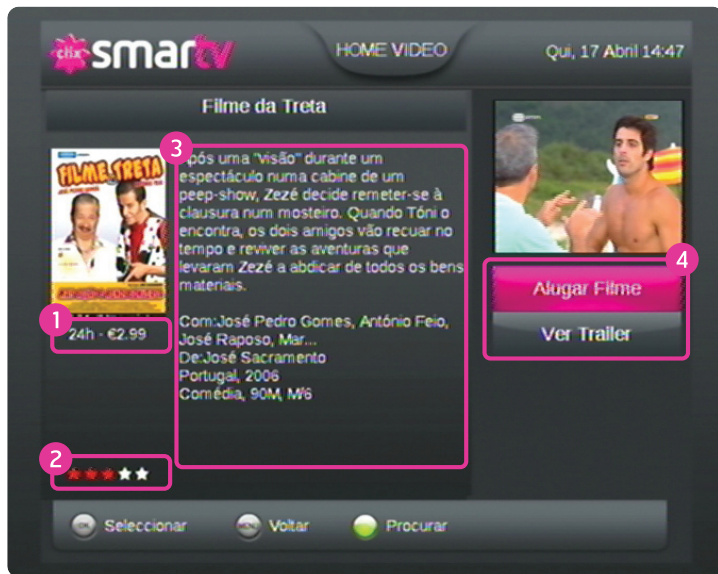 clix smartv
HOME VIDEO
Qui, 17 Abril 14:47
Filme da Treta
FILME TRETA
JOSÉ PEDRO GOMES
3
Após uma "visão" durante um
espectáculo numa cabine de um
peep-show, Zezé decide remeter-se à
clausura num mosteiro. Quando Tóni o
encontra, os dois amigos vão recuar no
tempo e reviver as aventuras que
levaram Zezé a abdicar de todos os bens
materiais.
Com:José Pedro Gomes, António Feio,
José Raposo, Mar...
De:José Sacramento
Portugal, 2006
Comédia, 90M, M/6
1
24h - €2.99
2
4
Alugar Filme
Ver Trailer
OK Seleccionar
MENU Voltar
Procurar